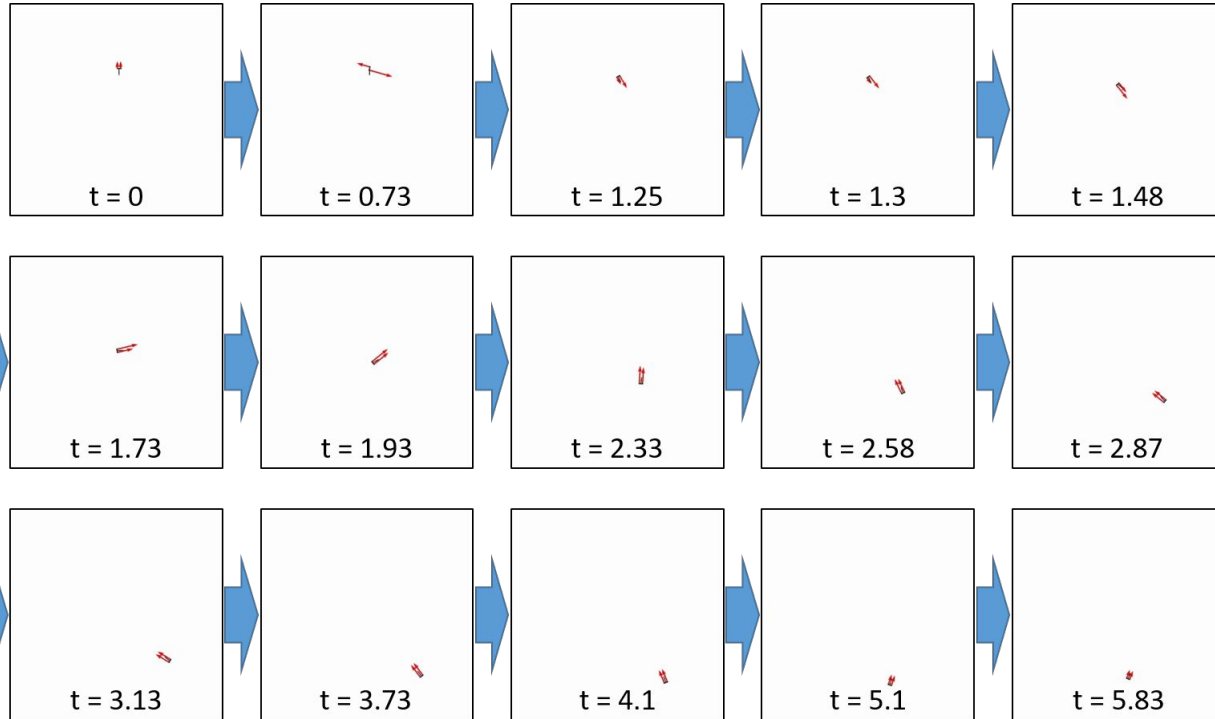 t = 0
t = 0.73
t = 1.25
t = 1.3
t = 1.48
t = 1.73
t = 1.93
t = 2.33
t = 2.58
t = 2.87
t = 3.13
t = 3.73
t = 4.1
t = 5.1
t = 5.83